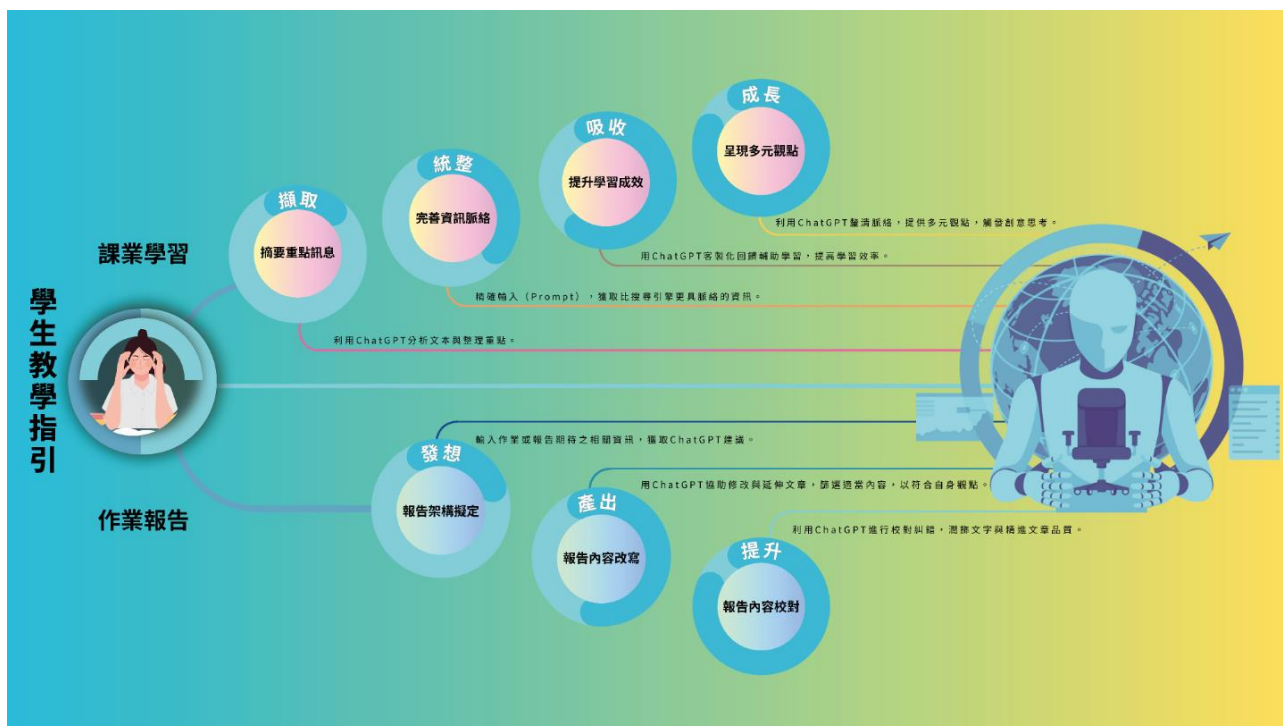 學生教學指引
課業學習
擷取
摘要重點訊息
利用ChatGPT分析文本與整理重點。
統整
完善資訊脈絡
精確輸入（Prompt），獲取比搜尋引擎更具脈絡的資訊。
吸收
提升學習成效
用ChatGPT客製化回饋輔助學習，提高學習效率。
成長
呈現多元觀點
利用ChatGPT釐清脈絡，提供多元觀點，觸發創意思考。
作業報告
發想
報告架構擬定
輸入作業或報告期待之相關資訊，獲取ChatGPT建議。
產出
報告內容改寫
用ChatGPT協助修改與延伸文章，篩選適當內容，以符合自身觀點。
提升
報告內容校對
利用ChatGPT進行校對糾錯，潤飾文字與精進文章品質。